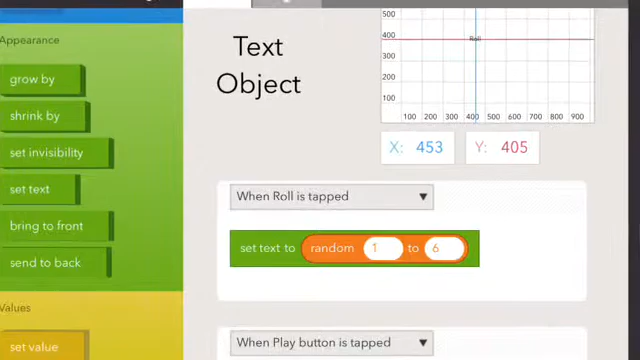 Appearance
grow by
shrink by
set invisibility
set text
bring to front
send to back
Values
set value
Text
Object
500
400
300
200
100
Roll
100 200 300 400 500 600 700 800 900
X: 453
Y: 405
When Roll is tapped ▼
set text to random 1 to 6
When Play button is tapped ▼